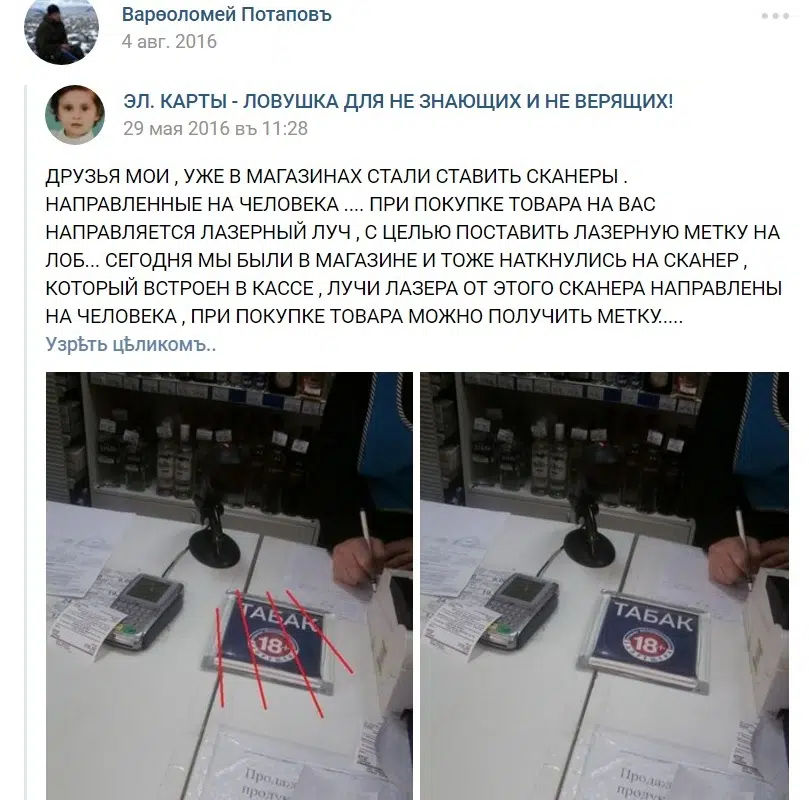 Варѳоломей Потаповъ
4 авг. 2016
ЭЛ. КАРТЫ - ЛОВУШКА ДЛЯ НЕ ЗНАЮЩИХ И НЕ ВЕРЯЩИХ!
29 мая 2016 въ 11:28
ДРУЗЬЯ МОИ , УЖЕ В МАГАЗИНАХ СТАЛИ СТАВИТЬ СКАНЕРЫ .
НАПРАВЛЕННЫЕ НА ЧЕЛОВЕКА .... ПРИ ПОКУПКЕ ТОВАРА НА ВАС
НАПРАВЛЯЕТСЯ ЛАЗЕРНЫЙ ЛУЧ , С ЦЕЛЬЮ ПОСТАВИТЬ ЛАЗЕРНУЮ МЕТКУ НА
ЛОБ... СЕГОДНЯ МЫ БЫЛИ В МАГАЗИНЕ И ТОЖЕ НАТКНУЛИСЬ НА СКАНЕР ,
КОТОРЫЙ ВСТРОЕН В КАССЕ , ЛУЧИ ЛАЗЕРА ОТ ЭТОГО СКАНЕРА НАПРАВЛЕНЫ
НА ЧЕЛОВЕКА , ПРИ ПОКУПКЕ ТОВАРА МОЖНО ПОЛУЧИТЬ МЕТКУ.....
Узрѣть цѣликомъ..
ТАБАК
18+
ТАБАК
18+